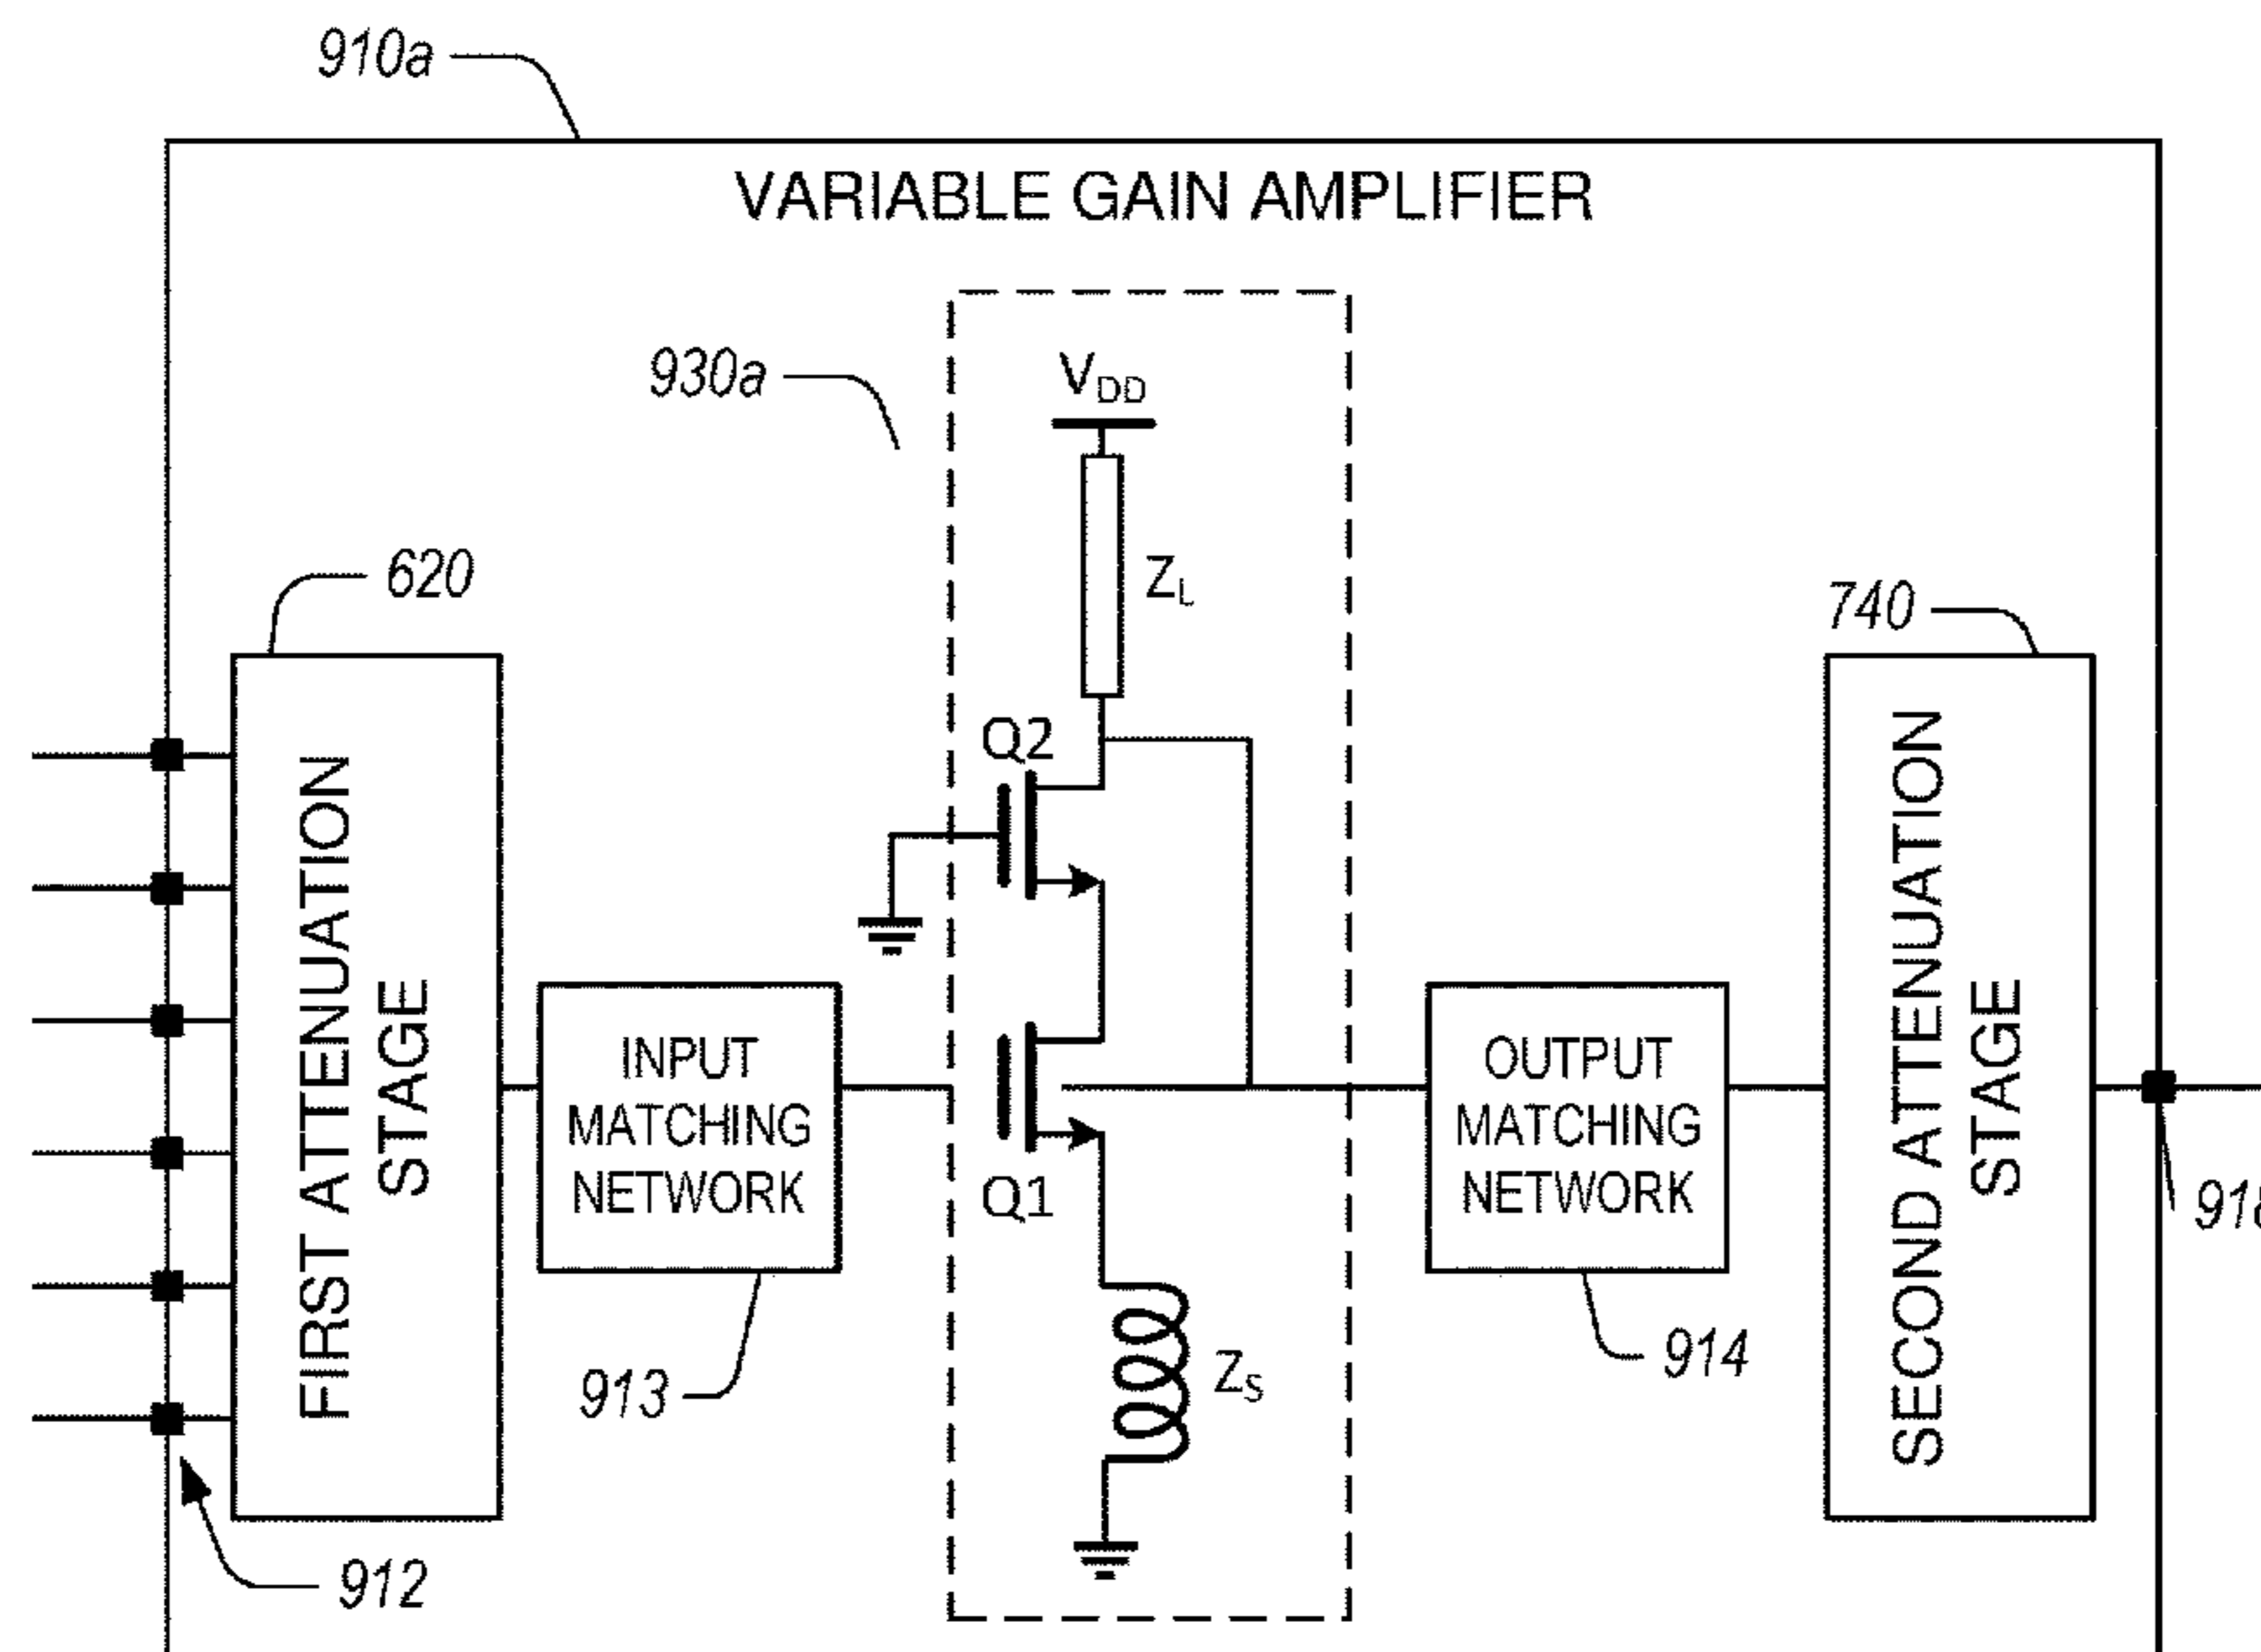 910a
VARIABLE GAIN AMPLIFIER
930a
VDD
620
ZL
740
Q2
FIRST ATTENUATION
STAGE
INPUT
MATCHING
NETWORK
Q1
OUTPUT
MATCHING
NETWORK
SECOND ATTENUATION
STAGE
913
ZS
914
912